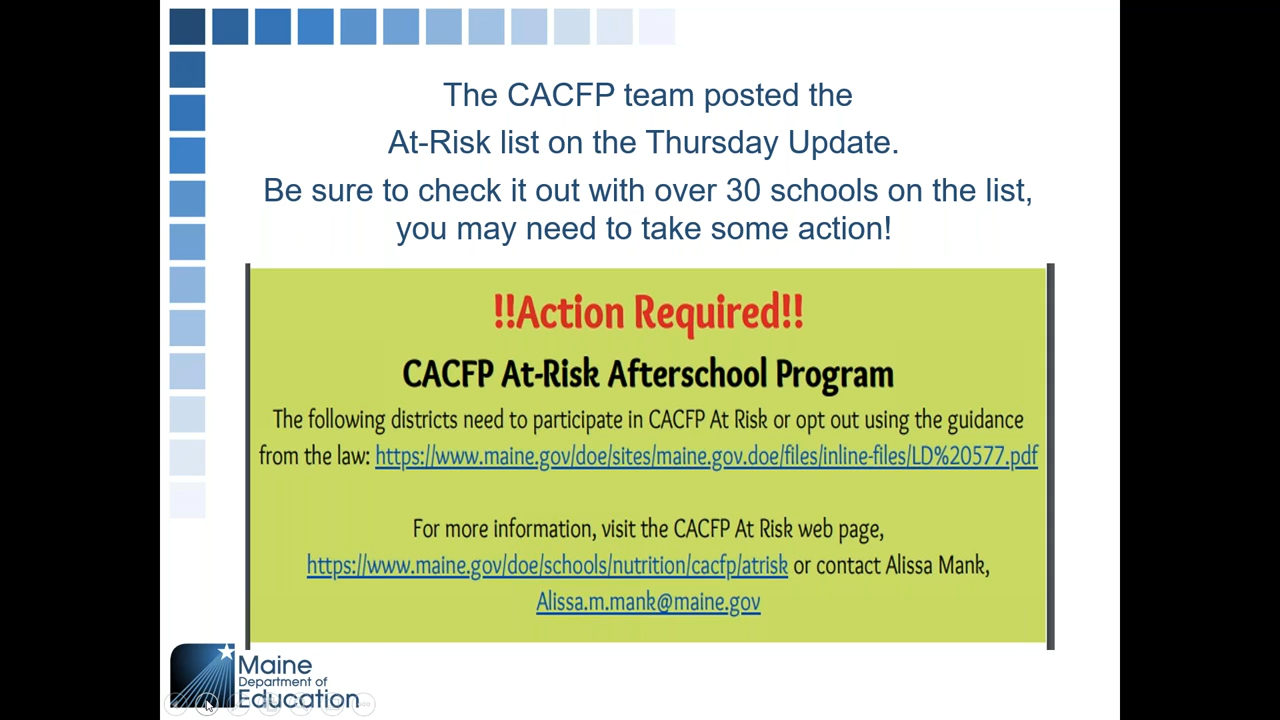 The CACFP team posted the
At-Risk list on the Thursday Update.
Be sure to check it out with over 30 schools on the list,
you may need to take some action!
!!Action Required!!
CACFP At-Risk Afterschool Program
The following districts need to participate in CACFP At Risk or opt out using the guidance
from the law: https://www.maine.gov/doe/sites/maine.gov.doe/files/inline-files/LD%20577.pdf
For more information, visit the CACFP At Risk web page,
https://www.maine.gov/doe/schools/nutrition/cacfp/atrisk or contact Alissa Mank,
Alissa.m.mank@maine.gov
Maine
Department of
Education